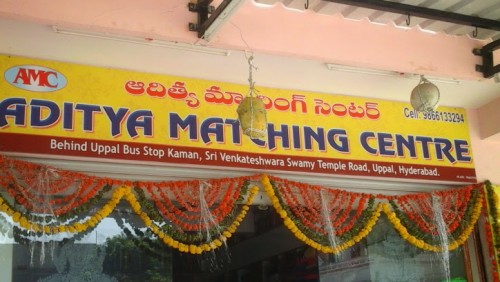 AMC
ఆదిత్య మ్యాచింగ్ సెంటర్
Cell: 9866133294
ADITYA MATCHING CENTRE
Behind Uppal Bus Stop Kaman, Sri Venkateshwara Swamy Temple Road, Uppal, Hyderabad.